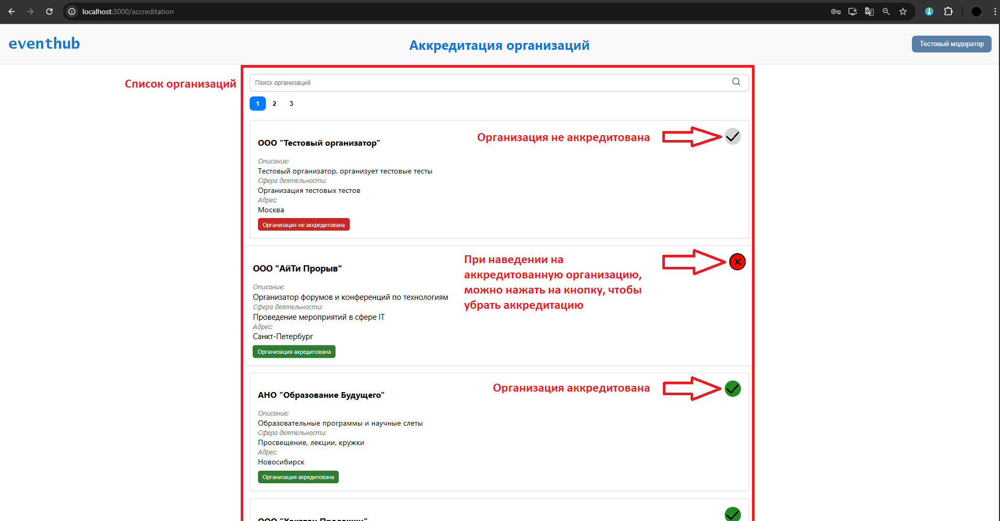 localhost:3000/accreditation
eventhub
Аккредитация организаций
Тестовый модератор
Список организаций
Поиск организаций
1 2 3
ООО "Тестовый организатор"
Организация не аккредитована
Описание:
Тестовый организатор, организует тестовые тесты
Сфера деятельности:
Организация тестовых тестов
Адрес:
Москва
Организация не аккредитована
ООО "АйТи Прорыв"
При наведении на
аккредитованную организацию,
можно нажать на кнопку, чтобы
убрать аккредитацию
Описание:
Организатор форумов и конференций по технологиям
Сфера деятельности:
Проведение мероприятий в сфере IT
Адрес:
Санкт-Петербург
Организация акредитована
АНО "Образование Будущего"
Организация аккредитована
Описание:
Образовательные программы и научные слеты
Сфера деятельности:
Просвещение, лекции, кружки
Адрес:
Новосибирск
Организация акредитована
ООО "Хакатон Продакшн"